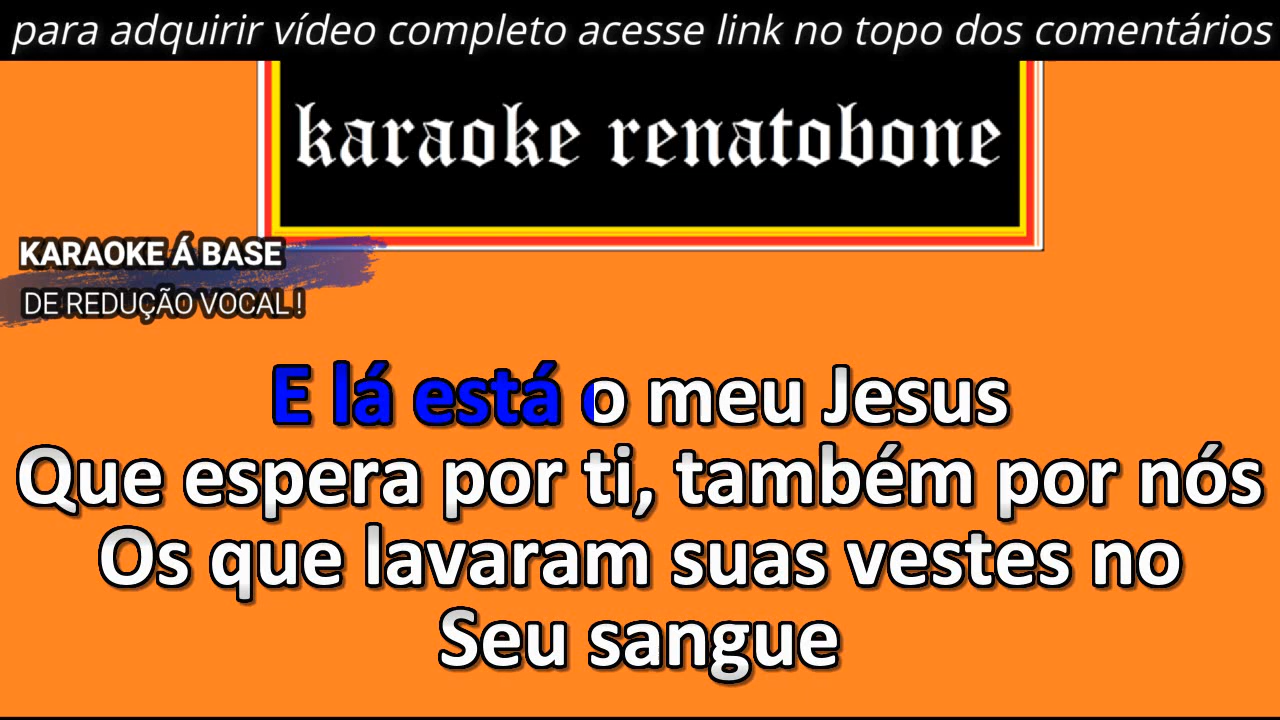 para adquirir vídeo completo acesse link no topo dos comentários
karaoke renatobone
KARAOKE Á BASE
DE REDUÇÃO VOCAL !
E lá está o meu Jesus
Que espera por ti, também por nós
Os que lavaram suas vestes no
Seu sangue